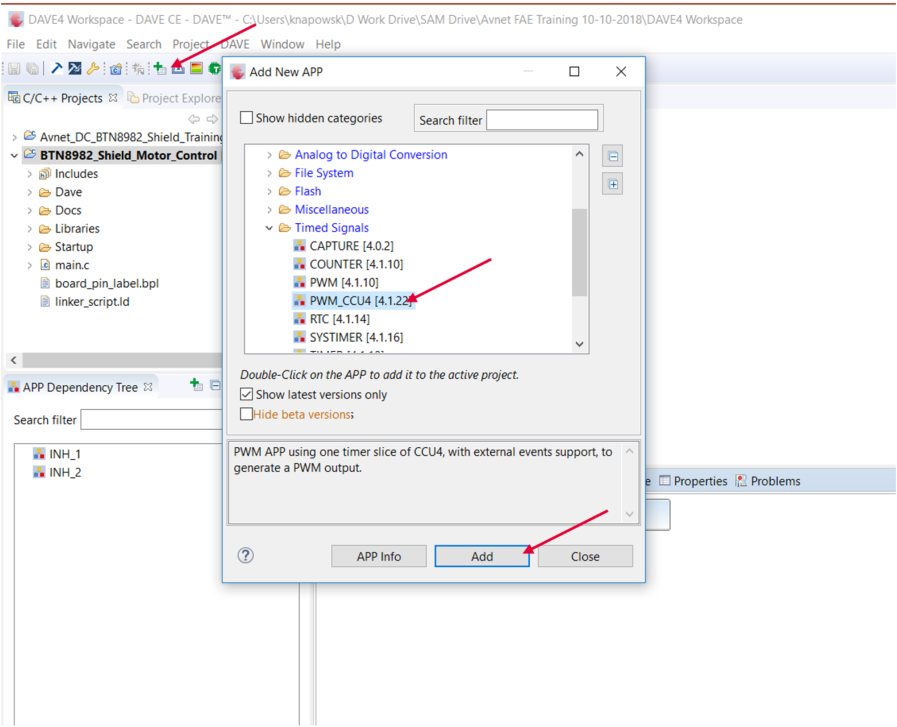 DAVE4 Workspace - DAVE CE - DAVE™ - C:\Users\knapowsk\D Work Drive\SAM Drive\Avnet FAE Training 10-10-2018\DAVE4 Workspace
File Edit Navigate Search Project DAVE Window Help
C/C++ Projects Project Explore
Avnet_DC_BTN8982_Shield_Training
BTN8982_Shield_Motor_Control
Includes
Dave
Docs
Libraries
Startup
main.c
board_pin_label.bpl
linker_script.ld
APP Dependency Tree
Search filter
INH_1
INH_2
Add New APP
Show hidden categories
Search filter
Analog to Digital Conversion
File System
Flash
Miscellaneous
Timed Signals
CAPTURE [4.0.2]
COUNTER [4.1.10]
PWM [4.1.10]
PWM_CCU4 [4.1.22]
RTC [4.1.14]
SYSTIMER [4.1.16]
Double-Click on the APP to add it to the active project.
Show latest versions only
Hide beta versions;
PWM APP using one timer slice of CCU4, with external events support, to
generate a PWM output.
APP Info Add Close
e Properties Problems